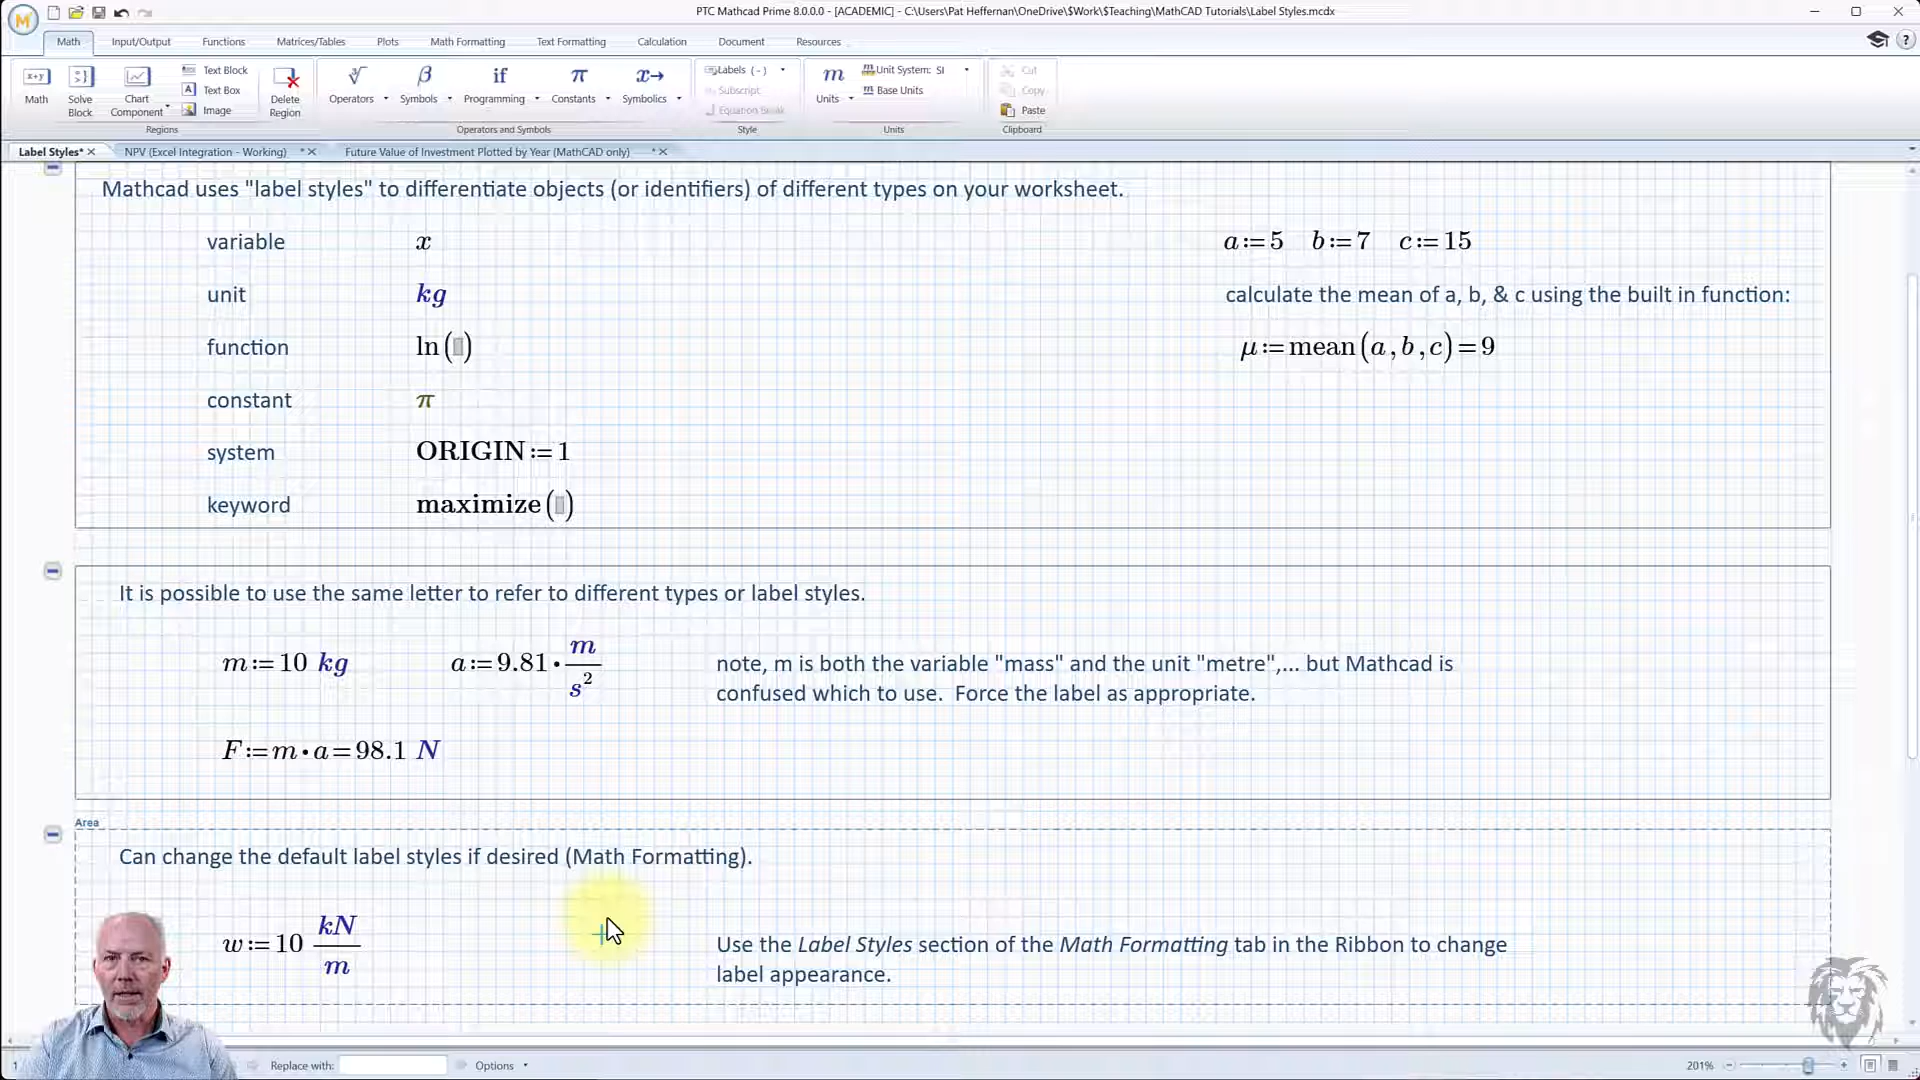 PTC Mathcad Prime 8.0.0.0 - [ACADEMIC] - C:\Users\Pat Heffernan\OneDrive\$Work\$Teaching\MathCAD Tutorials\Label Styles.mcdx
Math Input/Output Functions Matrices/Tables Plots Math Formatting Text Formatting Calculation Document Resources
Math
Solve Block
Chart Component
Text Block
Text Box
Image
Delete Region
Regions
Operators
Symbols
Programming
Constants
Symbolics
Operators and Symbols
Labels ( - )
Subscript
Equation Break
Style
Units
Unit System: SI
Base Units
Units
Cut
Copy
Paste
Clipboard
Label Styles* NPV (Excel Integration - Working) * Future Value of Investment Plotted by Year (MathCAD only) *
Mathcad uses "label styles" to differentiate objects (or identifiers) of different types on your worksheet.
variable x
a:=5 b:=7 c:=15
unit kg
calculate the mean of a, b, & c using the built in function:
function ln()
μ:=mean(a,b,c)=9
constant π
system ORIGIN:=1
keyword maximize()
It is possible to use the same letter to refer to different types or label styles.
m:=10 kg a:=9.81·m/s²
note, m is both the variable "mass" and the unit "metre",... but Mathcad is
confused which to use. Force the label as appropriate.
F:=m·a=98.1 N
Area
Can change the default label styles if desired (Math Formatting).
w:=10 kN/m
Use the Label Styles section of the Math Formatting tab in the Ribbon to change
label appearance.
1 Replace with: Options 201%